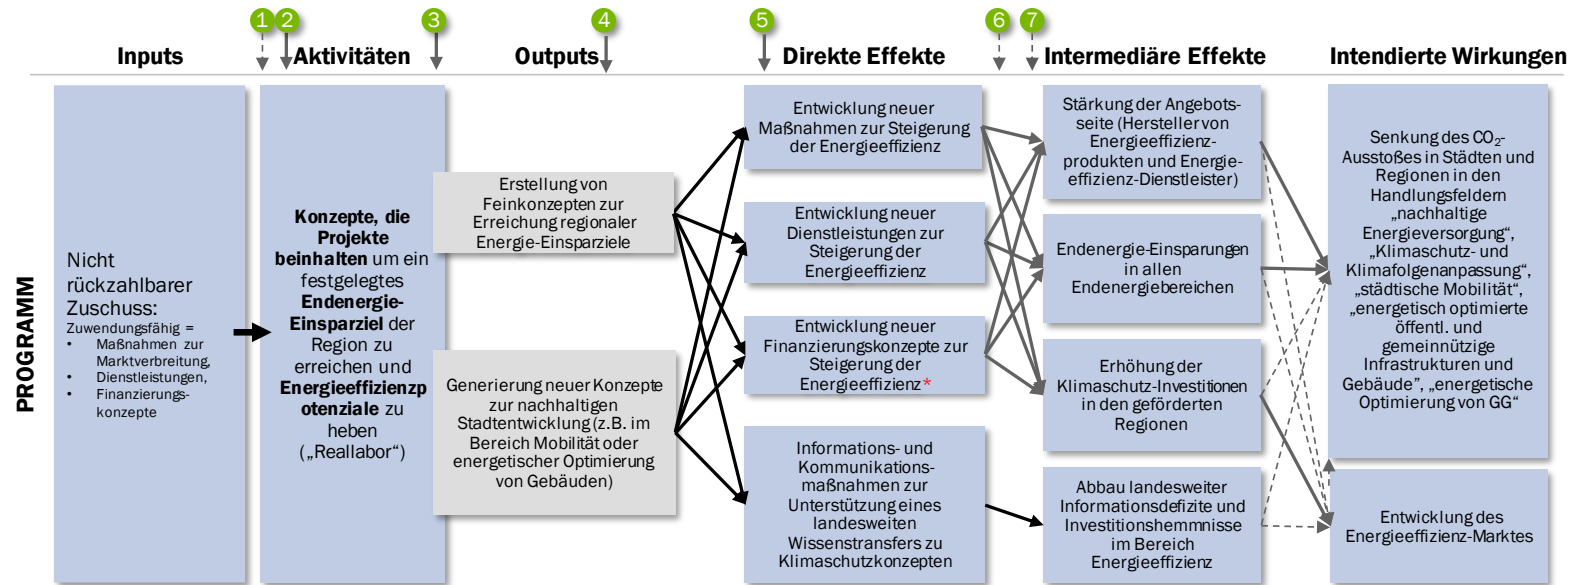 1
2
3
4
5
6
7
Inputs
Aktivitäten
Outputs
Direkte Effekte
Intermediäre Effekte
Intendierte Wirkungen
PROGRAMM
Nicht
rückzahlbarer
Zuschuss:
Zuwendungsfähig =
• Maßnahmen zur
Marktverbreitung,
• Dienstleistungen,
• Finanzierungs-
konzepte
Konzepte, die
Projekte
beinhalten um ein
festgelegtes
Endenergie-
Einsparziel der
Region zu
erreichen und
Energieeffizienzp
otenziale zu
heben
(„Reallabor“)
Erstellung von
Feinkonzepten zur
Erreichung regionaler
Energie-Einsparziele
Generierung neuer Konzepte
zur nachhaltigen
Stadtentwicklung (z.B. im
Bereich Mobilität oder
energetischer Optimierung
von Gebäuden)
Entwicklung neuer
Maßnahmen zur Steigerung
der Energieeffizienz
Entwicklung neuer
Dienstleistungen zur
Steigerung der
Energieeffizienz
Entwicklung neuer
Finanzierungskonzepte zur
Steigerung der
Energieeffizienz*
Informations- und
Kommunikations-
maßnahmen zur
Unterstützung eines
landesweiten
Wissenstransfers zu
Klimaschutzkonzepten
Stärkung der Angebots-
seite (Hersteller von
Energieeffizienz-
produkten und Energie-
effizienz-Dienstleister)
Endenergie-Einsparungen
in allen
Endenergiebereichen
Erhöhung der
Klimaschutz-Investitionen
in den geförderten
Regionen
Abbau landesweiter
Informationsdefizite und
Investitionshemmnisse
im Bereich
Energieeffizienz
Senkung des CO₂-
Ausstoßes in Städten und
Regionen in den
Handlungsfeldern
„nachhaltige
Energieversorgung“,
„Klimaschutz- und
Klimafolgenanpassung“,
„städtische Mobilität“,
„energetisch optimierte
öffentl. und
gemeinnützige
Infrastrukturen und
Gebäude”, „energetische
Optimierung von GG“
Entwicklung des
Energieeffizienz-Marktes